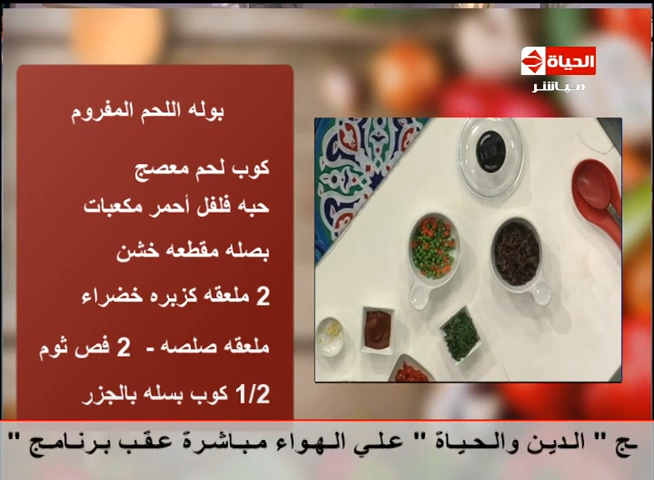 الحياة
مباشر
بوله اللحم المفروم
كوب لحم معصج
حبه فلفل أحمر مكعبات
بصله مقطعه خشن
2 ملعقه كزبره خضراء
ملعقه صلصه - 2 فص ثوم
1/2 كوب بسله بالجزر
ـج " الدين والحياة " علي الهواء مباشرة عقب برنامج "